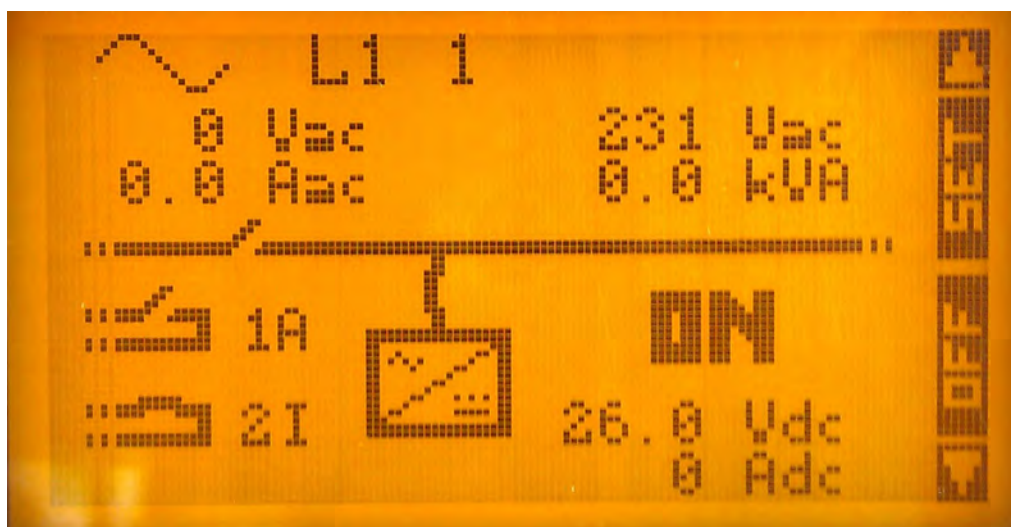 L1 1
0 Vac 231 Vac
0.0 Aac 0.0 kVA
1A ON
2I 26.0 Vdc
0 Adc
SET
OFF